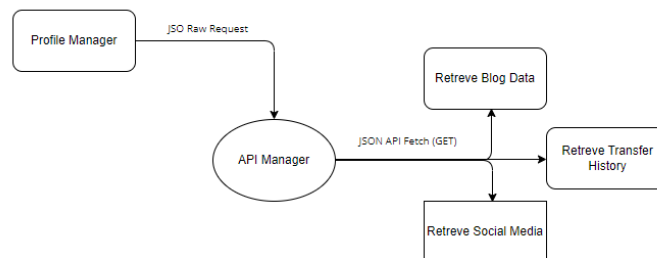 JSO Raw Request
Profile Manager
Retreve Blog Data
JSON API Fetch (GET)
API Manager
Retreve Transfer
History
Retreve Social Media